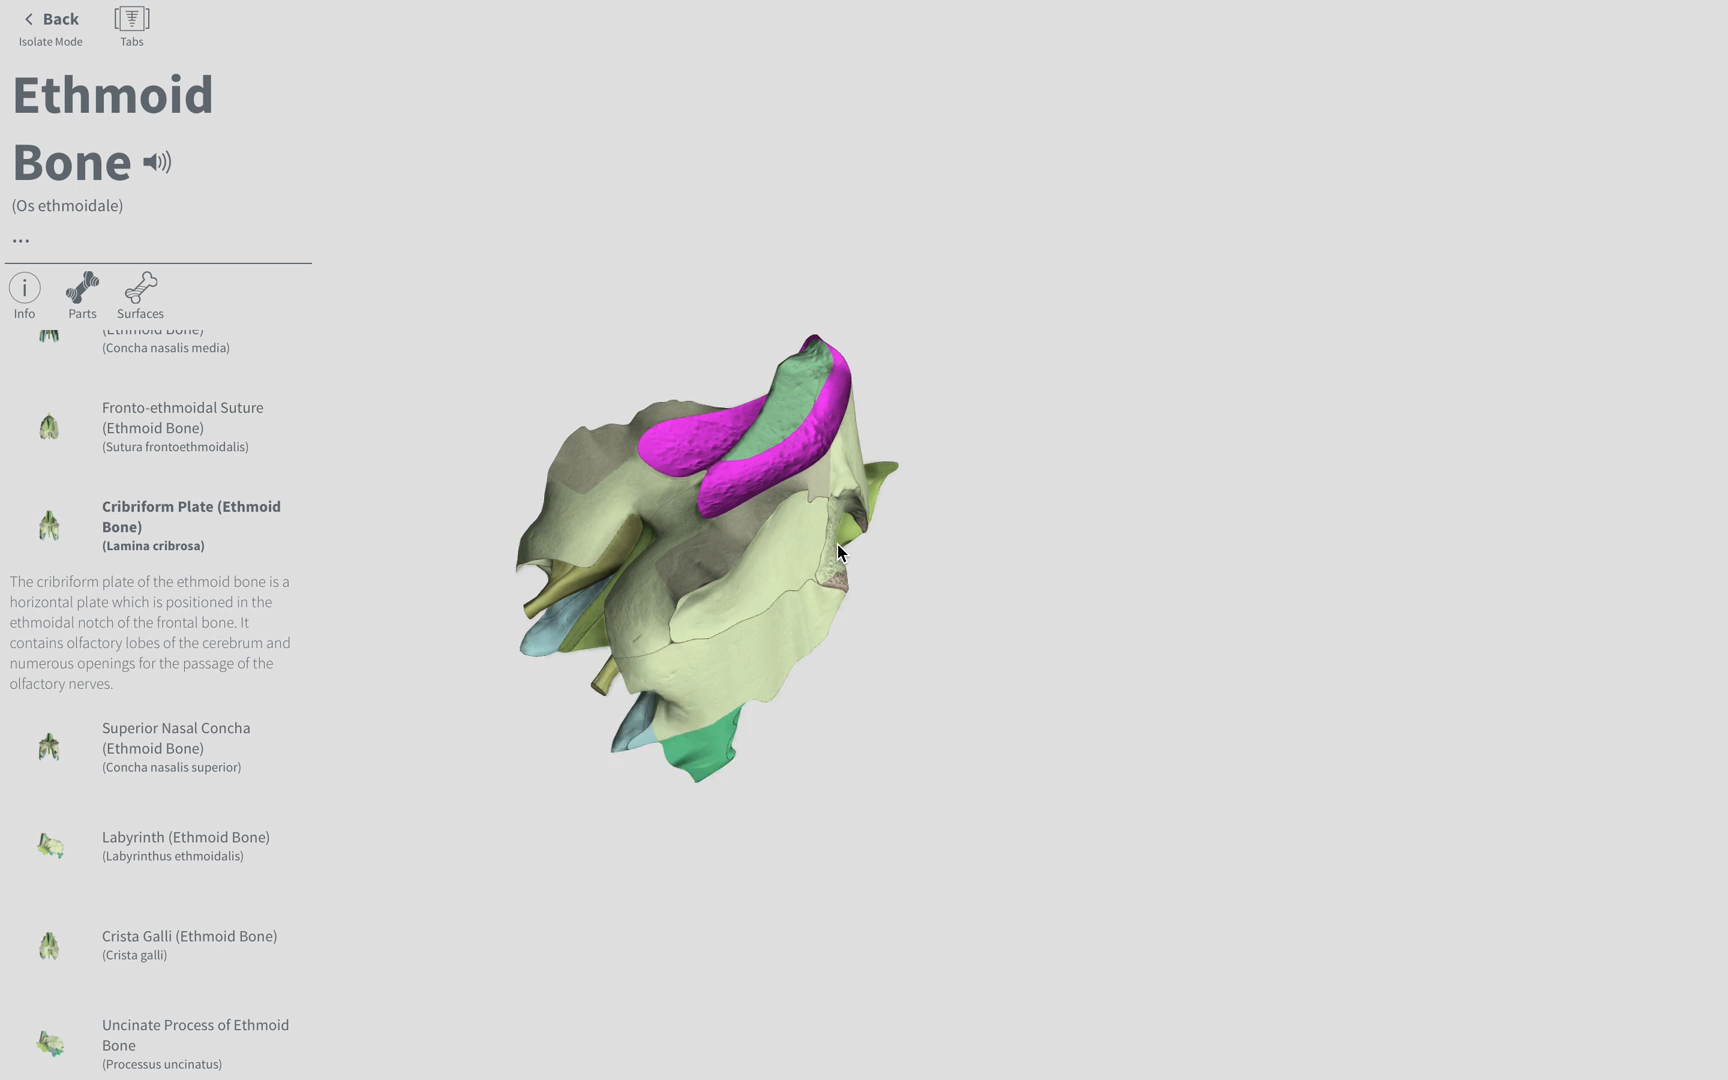 Back
Isolate Mode
Tabs
Ethmoid
Bone
(Os ethmoidale)
...
Info
Parts
Surfaces
(Ethmoid Bone)
(Concha nasalis media)
Fronto-ethmoidal Suture
(Ethmoid Bone)
(Sutura frontoethmoidalis)
Cribriform Plate (Ethmoid
Bone)
(Lamina cribrosa)
The cribriform plate of the ethmoid bone is a
horizontal plate which is positioned in the
ethmoidal notch of the frontal bone. It
contains olfactory lobes of the cerebrum and
numerous openings for the passage of the
olfactory nerves.
Superior Nasal Concha
(Ethmoid Bone)
(Concha nasalis superior)
Labyrinth (Ethmoid Bone)
(Labyrinthus ethmoidalis)
Crista Galli (Ethmoid Bone)
(Crista galli)
Uncinate Process of Ethmoid
Bone
(Processus uncinatus)